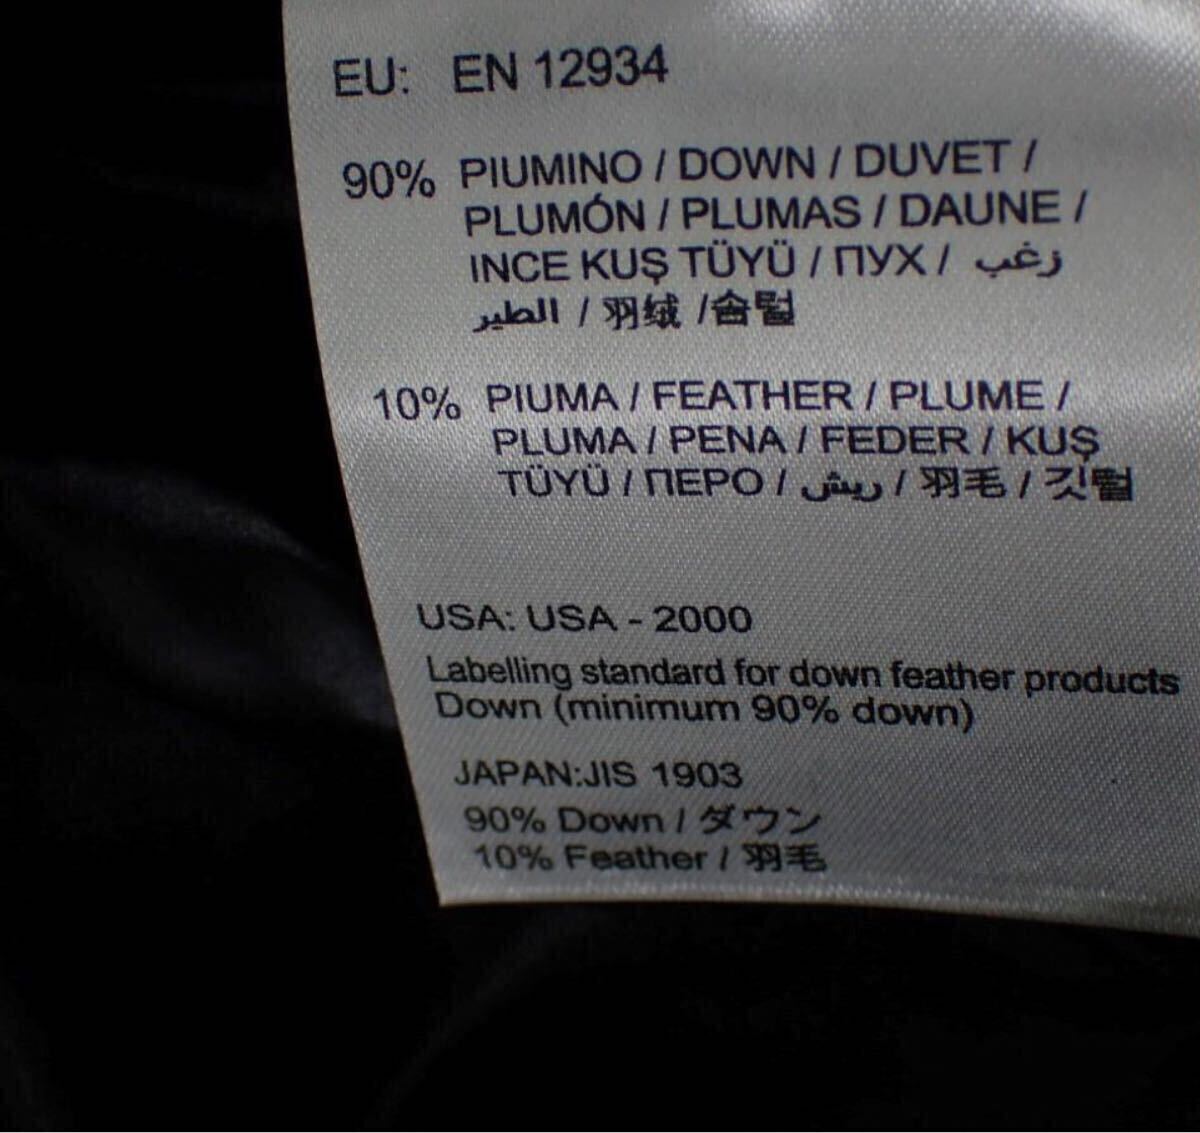 EU: EN 12934
90% PIUMINO / DOWN / DUVET /
PLUMÓN / PLUMAS / DAUNE /
INCE KUŞ TÜYÜ / ПУХ / زغب
الطير / 羽绒 /솜털
10% PIUMA / FEATHER / PLUME /
PLUMA / PENA / FEDER / KUŞ
TÜYÜ / ПЕРО / ريش / 羽毛 / 깃털
USA: USA - 2000
Labelling standard for down feather products
Down (minimum 90% down)
JAPAN:JIS 1903
90% Down / ダウン
10% Feather / 羽毛